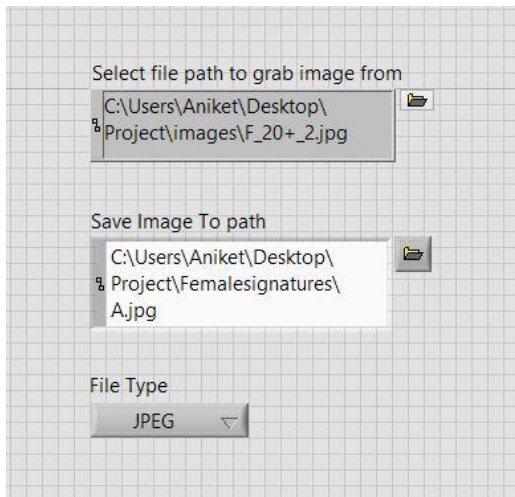 Select file path to grab image from
C:\Users\Aniket\Desktop\
Project\images\F_20+_2.jpg
Save Image To path
C:\Users\Aniket\Desktop\
Project\Femalesignatures\
A.jpg
File Type
JPEG